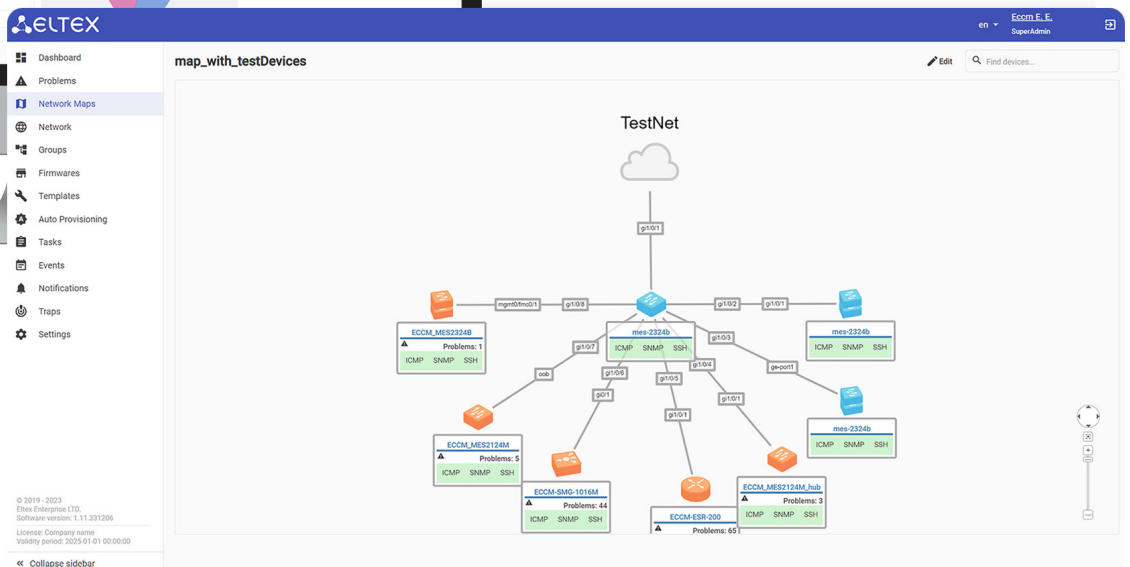 ELTEX
en
Eccm E. E.
SuperAdmin
Dashboard
Problems
Network Maps
Network
Groups
Firmwares
Templates
Auto Provisioning
Tasks
Events
Notifications
Traps
Settings
© 2019 - 2023
Eltex Enterprise LTD.
Software version: 1.11.331206
License: Company name
Validity period: 2025-01-01 00:00:00
Collapse sidebar
map_with_testDevices
Edit
Find devices...
TestNet
gi1/0/1
mgmt0/fmc0/1
gi1/0/8
gi1/0/2
gi1/0/1
ECCM_MES2324B
Problems: 1
ICMP SNMP SSH
mes-2324b
ICMP SNMP SSH
mes-2324b
ICMP SNMP SSH
gi1/0/7
gi1/0/3
oob
gi1/0/6
gi1/0/5
gi1/0/4
ge-port1
gi0/1
gi1/0/1
gi1/0/1
mes-2324b
ICMP SNMP SSH
ECCM_MES2124M
Problems: 5
ICMP SNMP SSH
ECCM-SMG-1016M
Problems: 44
ICMP SNMP SSH
ECCM-ESR-200
Problems: 65
ECCM_MES2124M_hub
Problems: 3
ICMP SNMP SSH